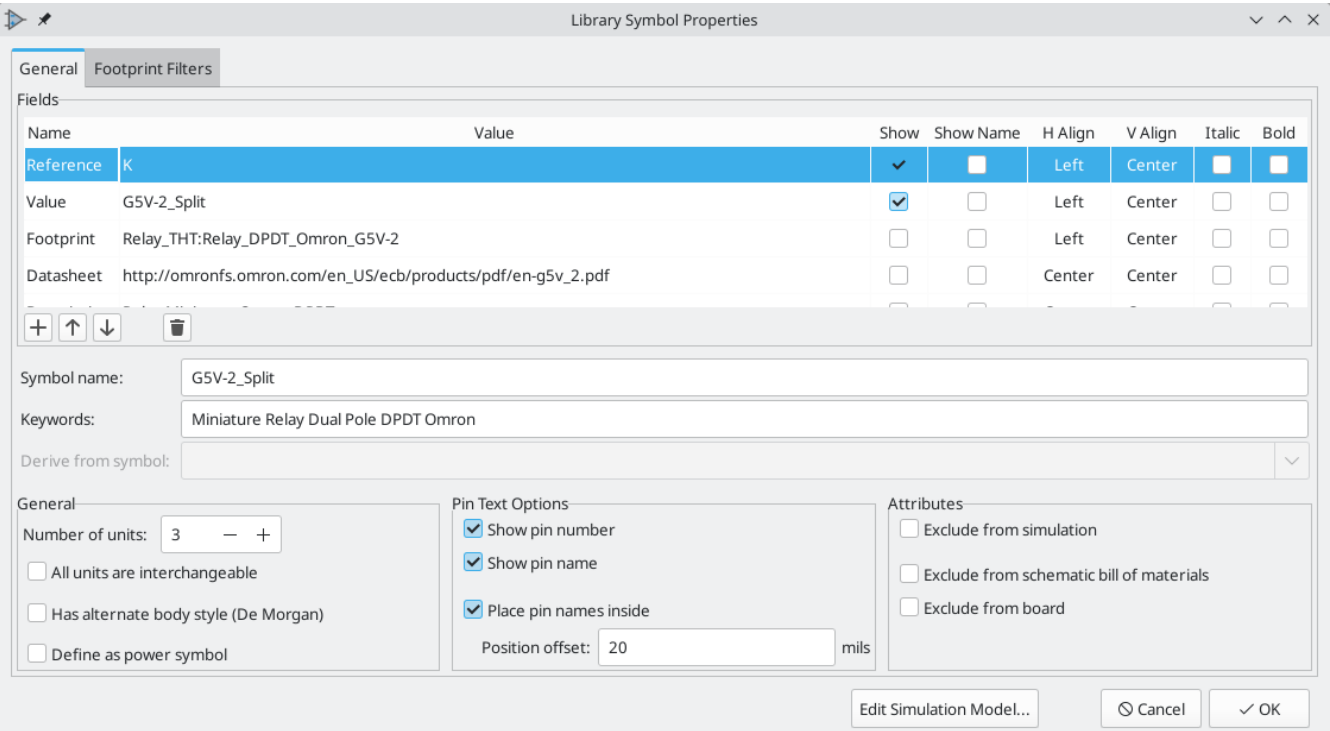 Library Symbol Properties
General Footprint Filters
Fields
Name Value Show Show Name H Align V Align Italic Bold
Reference K Left Center
Value G5V-2_Split Left Center
Footprint Relay_THT:Relay_DPDT_Omron_G5V-2 Left Center
Datasheet http://omronfs.omron.com/en_US/ecb/products/pdf/en-g5v_2.pdf Center Center
Symbol name: G5V-2_Split
Keywords: Miniature Relay Dual Pole DPDT Omron
Derive from symbol:
General
Number of units: 3 − +
All units are interchangeable
Has alternate body style (De Morgan)
Define as power symbol
Pin Text Options
Show pin number
Show pin name
Place pin names inside
Position offset: 20 mils
Attributes
Exclude from simulation
Exclude from schematic bill of materials
Exclude from board
Edit Simulation Model... Cancel OK